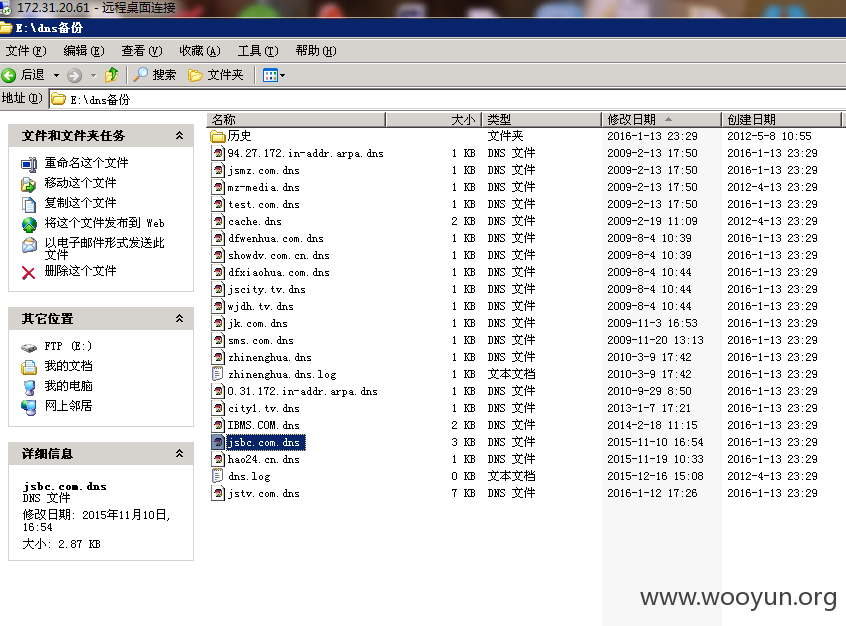 172.31.20.61 - 远程桌面连接
E:\dns备份
文件(F) 编辑(E) 查看(V) 收藏(A) 工具(T) 帮助(H)
后退 搜索 文件夹
地址(D) E:\dns备份
名称 大小 类型 修改日期 创建日期
文件和文件夹任务
重命名这个文件
移动这个文件
复制这个文件
将这个文件发布到 Web
以电子邮件形式发送此
文件
删除这个文件
其它位置
FTP (E:)
我的文档
我的电脑
网上邻居
详细信息
jsbc.com.dns
DNS 文件
修改日期: 2015年11月10日,
16:54
大小: 2.87 KB
历史 文件夹 2016-1-13 23:29 2012-5-8 10:55
94.27.172.in-addr.arpa.dns 1 KB DNS 文件 2009-2-13 17:50 2016-1-13 23:29
jsmz.com.dns 1 KB DNS 文件 2009-2-13 17:50 2016-1-13 23:29
mz-media.dns 1 KB DNS 文件 2009-2-13 17:50 2012-4-13 23:29
test.com.dns 1 KB DNS 文件 2009-2-13 17:50 2016-1-13 23:29
cache.dns 2 KB DNS 文件 2009-2-19 11:09 2012-4-13 23:29
dfwenhua.com.dns 1 KB DNS 文件 2009-8-4 10:39 2016-1-13 23:29
showdv.com.cn.dns 1 KB DNS 文件 2009-8-4 10:39 2016-1-13 23:29
dfxiaohua.com.dns 1 KB DNS 文件 2009-8-4 10:44 2016-1-13 23:29
jscity.tv.dns 1 KB DNS 文件 2009-8-4 10:44 2016-1-13 23:29
wjdh.tv.dns 1 KB DNS 文件 2009-8-4 10:44 2016-1-13 23:29
jk.com.dns 1 KB DNS 文件 2009-11-3 16:53 2016-1-13 23:29
sms.com.dns 1 KB DNS 文件 2009-11-20 13:13 2016-1-13 23:29
zhinenghua.dns 1 KB DNS 文件 2010-3-9 17:42 2016-1-13 23:29
zhinenghua.dns.log 1 KB 文本文档 2010-3-9 17:42 2016-1-13 23:29
0.31.172.in-addr.arpa.dns 1 KB DNS 文件 2010-9-29 8:50 2016-1-13 23:29
city1.tv.dns 1 KB DNS 文件 2013-1-7 17:21 2016-1-13 23:29
IBMS.COM.dns 2 KB DNS 文件 2014-2-18 11:15 2016-1-13 23:29
jsbc.com.dns 3 KB DNS 文件 2015-11-10 16:54 2016-1-13 23:29
hao24.cn.dns 1 KB DNS 文件 2015-11-19 10:33 2016-1-13 23:29
dns.log 0 KB 文本文档 2015-12-16 15:08 2012-4-13 23:29
jstv.com.dns 7 KB DNS 文件 2016-1-12 17:26 2016-1-13 23:29
www.wooyun.org